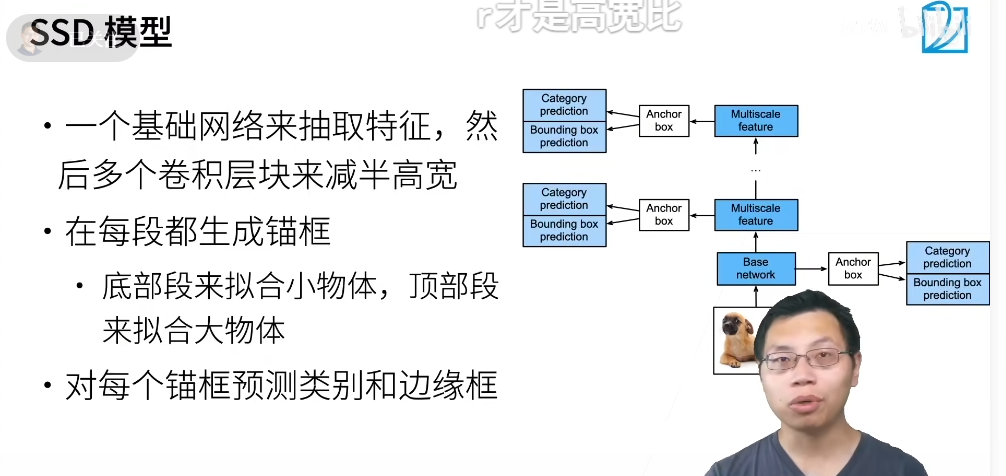 r才是高宽比
SSD 模型
• 一个基础网络来抽取特征，然
后多个卷积层块来减半高宽
• 在每段都生成锚框
• 底部段来拟合小物体，顶部段
来拟合大物体
• 对每个锚框预测类别和边缘框
Category
prediction
Bounding box
prediction
Anchor
box
Multiscale
feature
...
Category
prediction
Bounding box
prediction
Anchor
box
Multiscale
feature
Base
network
Anchor
box
Category
prediction
Bounding box
prediction